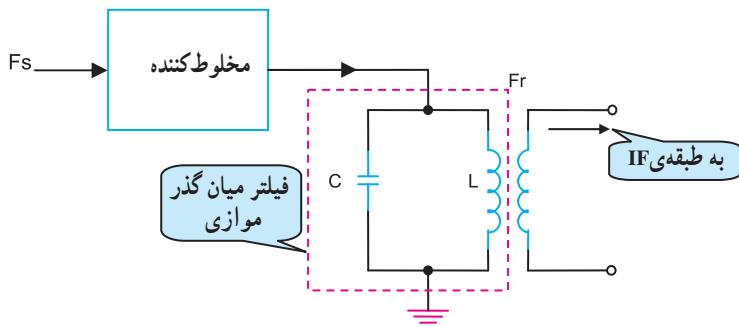 Fs
مخلوط‌کننده
Fr
به طبقه‌ی IF
C
L
فیلتر میان گذر
موازی